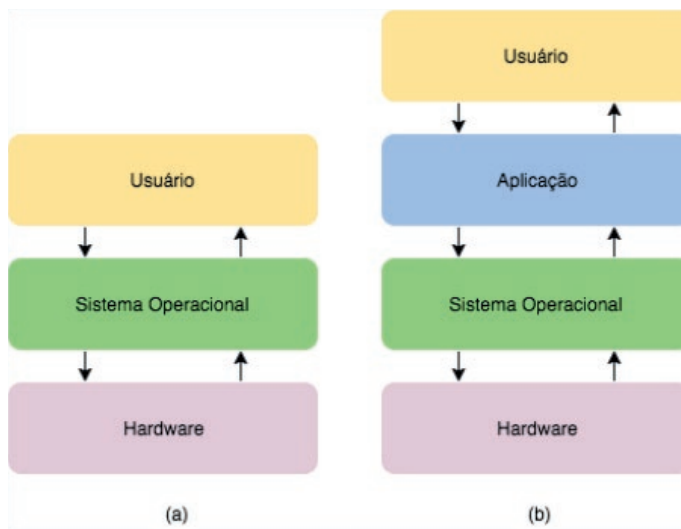 Usuário
Sistema Operacional
Hardware
(a)
Usuário
Aplicação
Sistema Operacional
Hardware
(b)